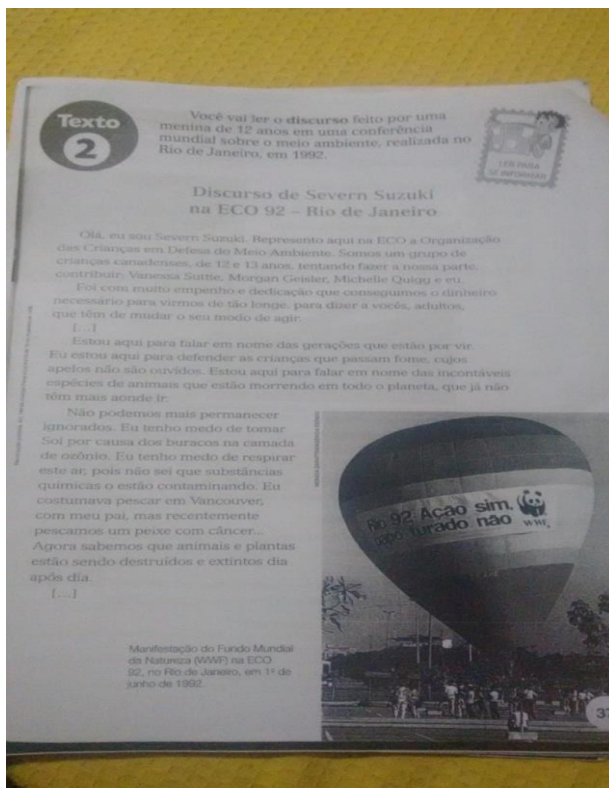 Texto
2
Você vai ler o discurso feito por uma
menina de 12 anos em uma conferência
mundial sobre o meio ambiente, realizada no
Rio de Janeiro, em 1992.
LER PARA
SE INFORMAR
Discurso de Severn Suzuki
na ECO 92 – Rio de Janeiro
Olá, eu sou Severn Suzuki. Represento aqui na ECO a Organização
das Crianças em Defesa do Meio Ambiente. Somos um grupo de
crianças canadenses, de 12 e 13 anos, tentando fazer a nossa parte,
contribuir: Vanessa Suttie, Morgan Geisler, Michelle Quigg e eu.
Foi com muito empenho e dedicação que conseguimos o dinheiro
necessário para virmos de tão longe, para dizer a vocês, adultos,
que têm de mudar o seu modo de agir.
[...]
Estou aqui para falar em nome das gerações que estão por vir.
Eu estou aqui para defender as crianças que passam fome, cujos
apelos não são ouvidos. Estou aqui para falar em nome das incontáveis
espécies de animais que estão morrendo em todo o planeta, que já não
têm mais aonde ir.
Não podemos mais permanecer
ignorados. Eu tenho medo de tomar
Sol por causa dos buracos na camada
de ozônio. Eu tenho medo de respirar
este ar, pois não sei que substâncias
químicas o estão contaminando. Eu
costumava pescar em Vancouver,
com meu pai, mas recentemente
pescamos um peixe com câncer...
Agora sabemos que animais e plantas
estão sendo destruídos e extintos dia
após dia.
[...]
Rio 92 Ação sim,
papo furado não
WWF
Manifestação do Fundo Mundial
da Natureza (WWF) na ECO
92, no Rio de Janeiro, em 1º de
junho de 1992.